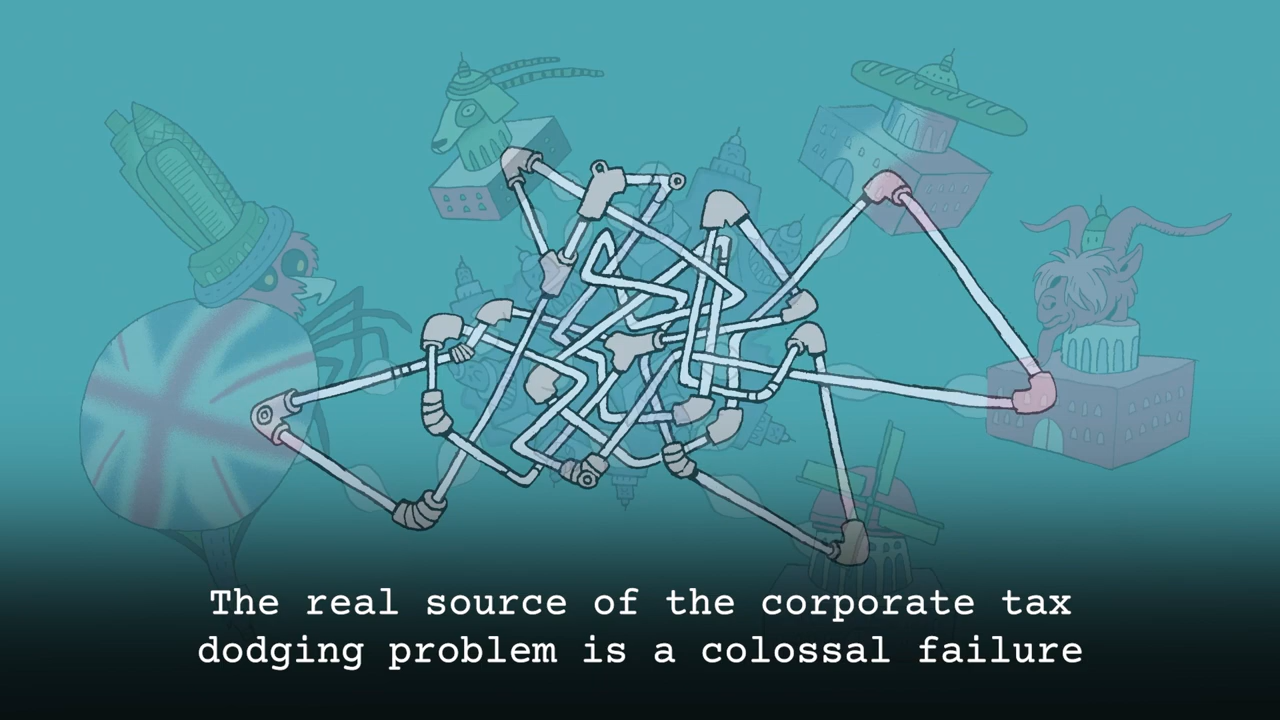 The real source of the corporate tax
dodging problem is a colossal failure